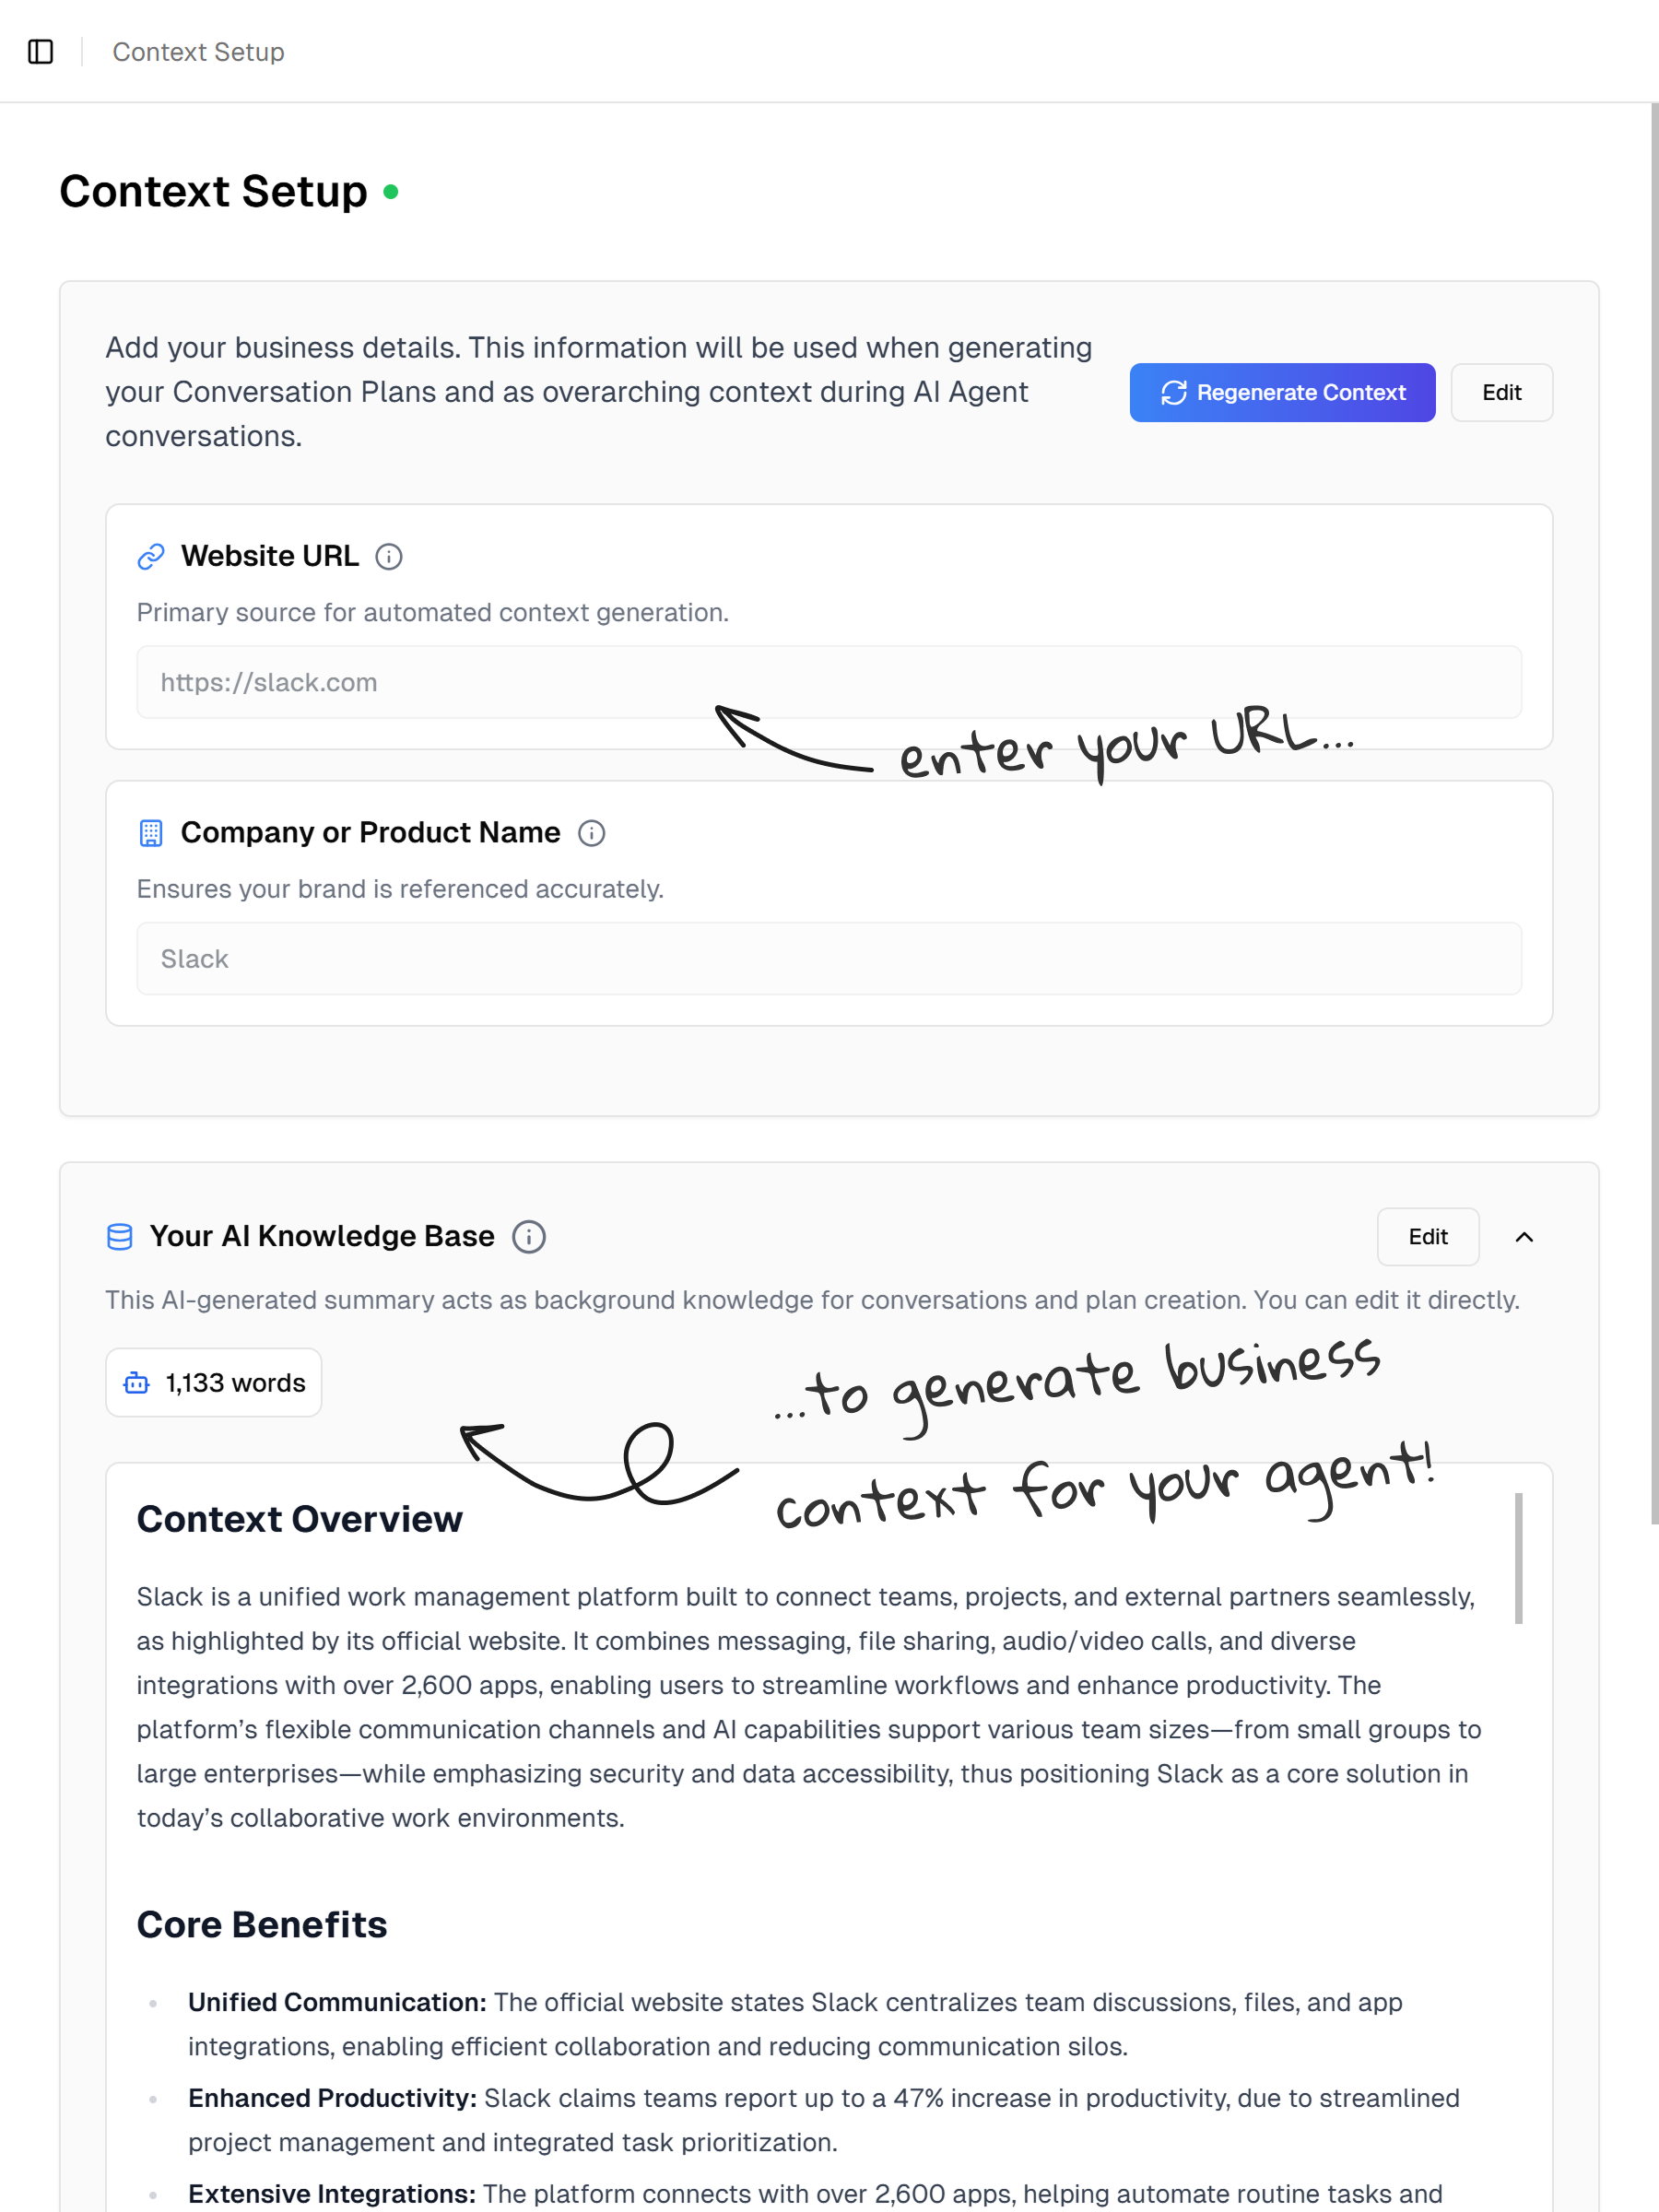 Context Setup
Context Setup
Add your business details. This information will be used when generating
your Conversation Plans and as overarching context during AI Agent
conversations.
Regenerate Context
Edit
Website URL
Primary source for automated context generation.
https://slack.com
enter your URL...
Company or Product Name
Ensures your brand is referenced accurately.
Slack
Your AI Knowledge Base
Edit
This AI-generated summary acts as background knowledge for conversations and plan creation. You can edit it directly.
1,133 words
...to generate business
context for your agent!
Context Overview
Slack is a unified work management platform built to connect teams, projects, and external partners seamlessly,
as highlighted by its official website. It combines messaging, file sharing, audio/video calls, and diverse
integrations with over 2,600 apps, enabling users to streamline workflows and enhance productivity. The
platform’s flexible communication channels and AI capabilities support various team sizes—from small groups to
large enterprises—while emphasizing security and data accessibility, thus positioning Slack as a core solution in
today’s collaborative work environments.
Core Benefits
Unified Communication: The official website states Slack centralizes team discussions, files, and app
integrations, enabling efficient collaboration and reducing communication silos.
Enhanced Productivity: Slack claims teams report up to a 47% increase in productivity, due to streamlined
project management and integrated task prioritization.
Extensive Integrations: The platform connects with over 2,600 apps, helping automate routine tasks and